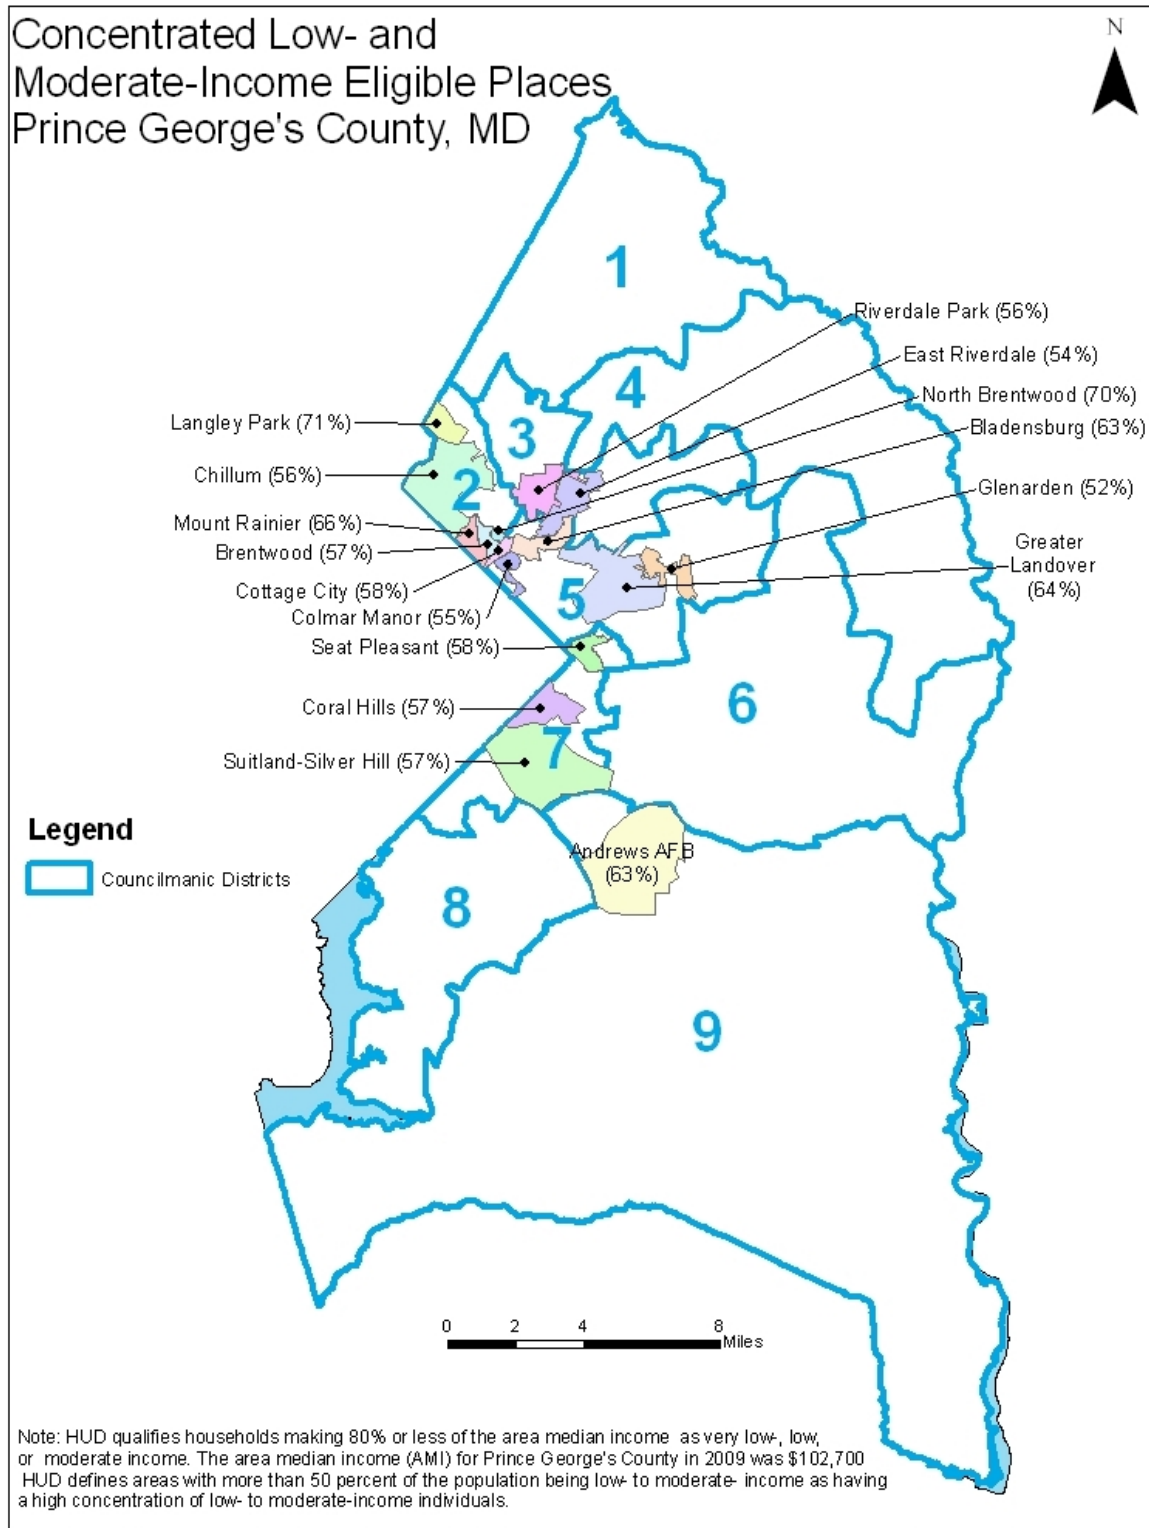 Concentrated Low- and
Moderate-Income Eligible Places
Prince George's County, MD
N
1
Riverdale Park (56%)
East Riverdale (54%)
4
North Brentwood (70%)
Langley Park (71%)
3
Bladensburg (63%)
Chillum (56%)
2
Glenarden (52%)
Mount Rainier (66%)
Brentwood (57%)
Greater
Landover
(64%)
Cottage City (58%)
5
Colmar Manor (55%)
Seat Pleasant (58%)
Coral Hills (57%)
6
7
Suitland-Silver Hill (57%)
Legend
Councilmanic Districts
Andrews AFB
(63%)
8
9
0 2 4 8
Miles
Note: HUD qualifies households making 80% or less of the area median income as very low-, low,
or moderate income. The area median income (AMI) for Prince George's County in 2009 was $102,700
HUD defines areas with more than 50 percent of the population being low- to moderate- income as having
a high concentration of low- to moderate-income individuals.